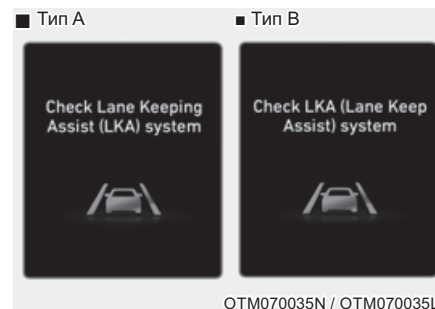 ■ Тип A
■ Тип B
Check Lane Keeping
Assist (LKA) system
Check LKA (Lane Keep
Assist) system
OTM070035N / OTM070035L